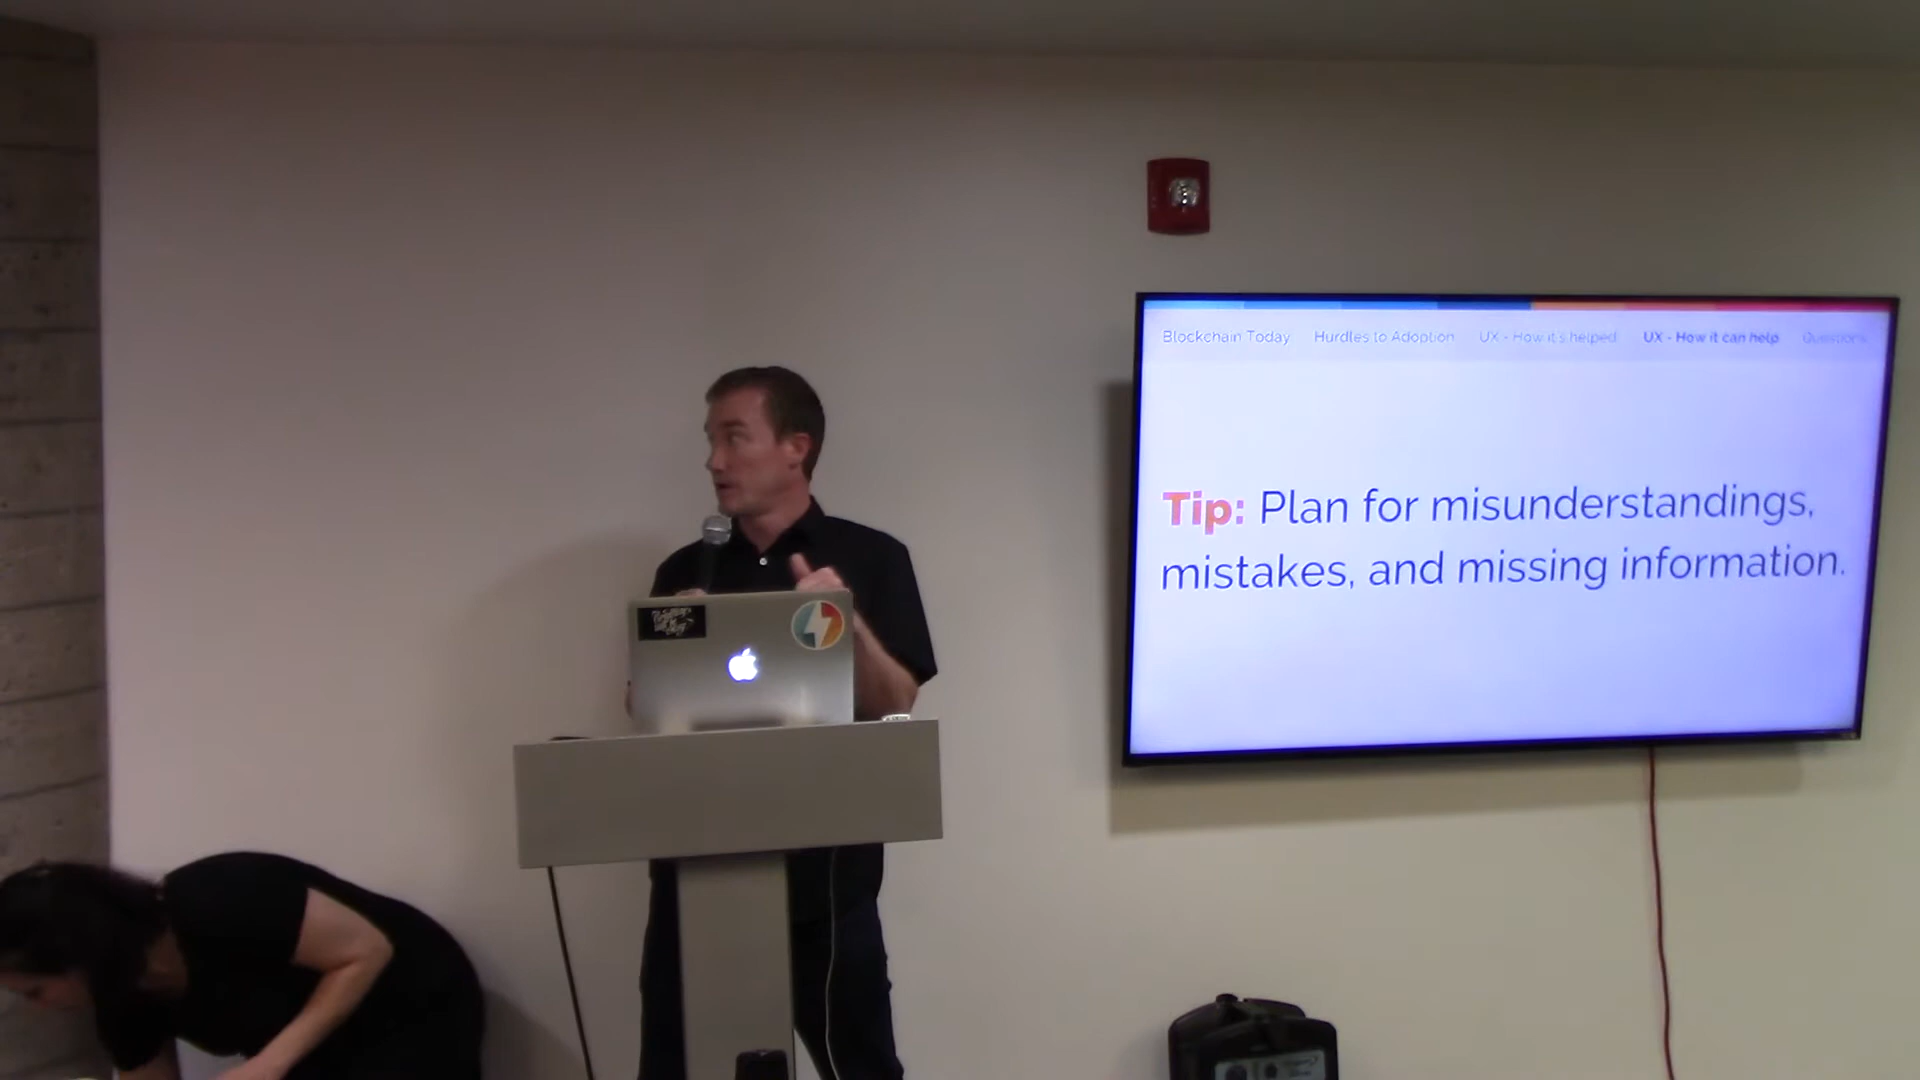 Blockchain Today Hurdles to Adoption UX - How it's helped UX - How it can help Questions
Tip: Plan for misunderstandings,
mistakes, and missing information.